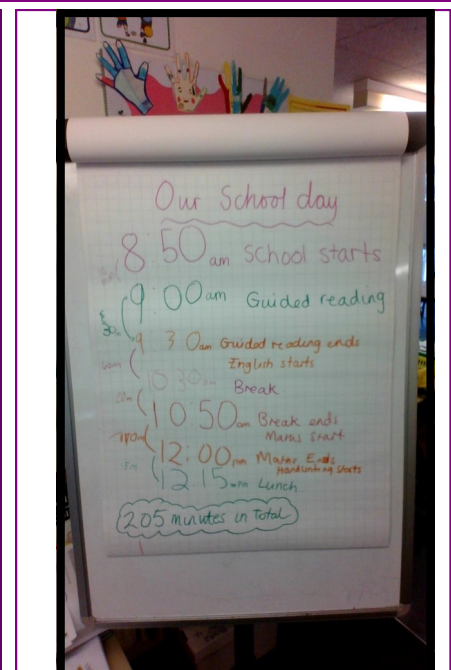 Our School day
8:50am School starts
9:00am Guided reading
30m
9 30am Guided reading ends
English starts
10 30am Break
10 50am Break ends
Maths Start
12.00pm Maths Ends
Handwriting starts
12 15pm Lunch
205 minutes in Total